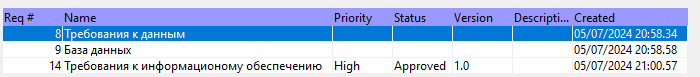 Req # Name Priority Status Version Descripti... Created
8 Требования к данным 05/07/2024 20:58.34
9 База данных 05/07/2024 20:58.58
14 Требования к информационому обеспечению High Approved 1.0 05/07/2024 21:00.57